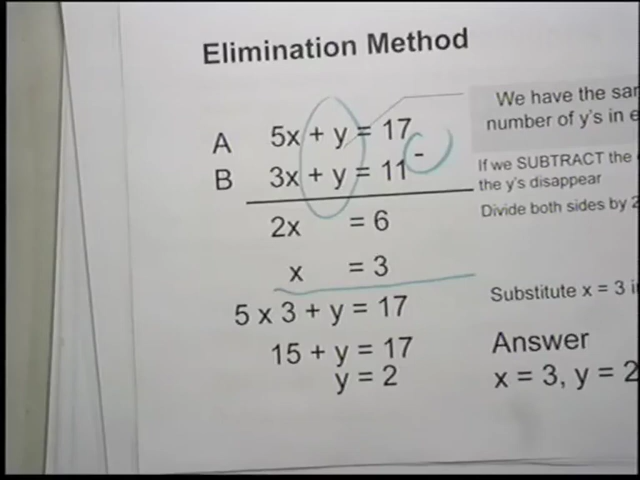 Elimination Method
We have the
A 5x + y = 17
number of y's in
B 3x + y = 11 -
If we SUBTRACT the
the y's disappear
2x = 6
Divide both sides by 2
x = 3
5 x 3 + y = 17
Substitute x = 3
15 + y = 17
Answer
y = 2
x = 3, y = 2